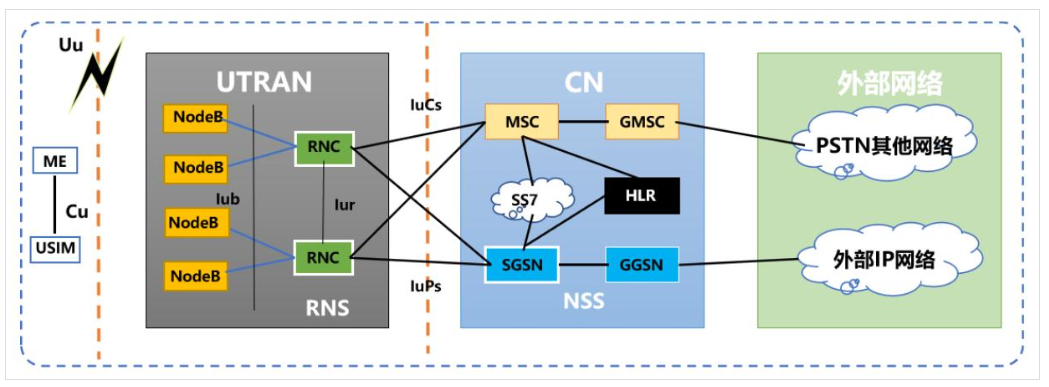 Uu
ME
Cu
USIM
UTRAN
NodeB
NodeB
NodeB
NodeB
Iub
RNC
Iur
RNC
RNS
IuCs
IuPs
CN
MSC
GMSC
SS7
HLR
SGSN
GGSN
NSS
外部网络
PSTN其他网络
外部IP网络